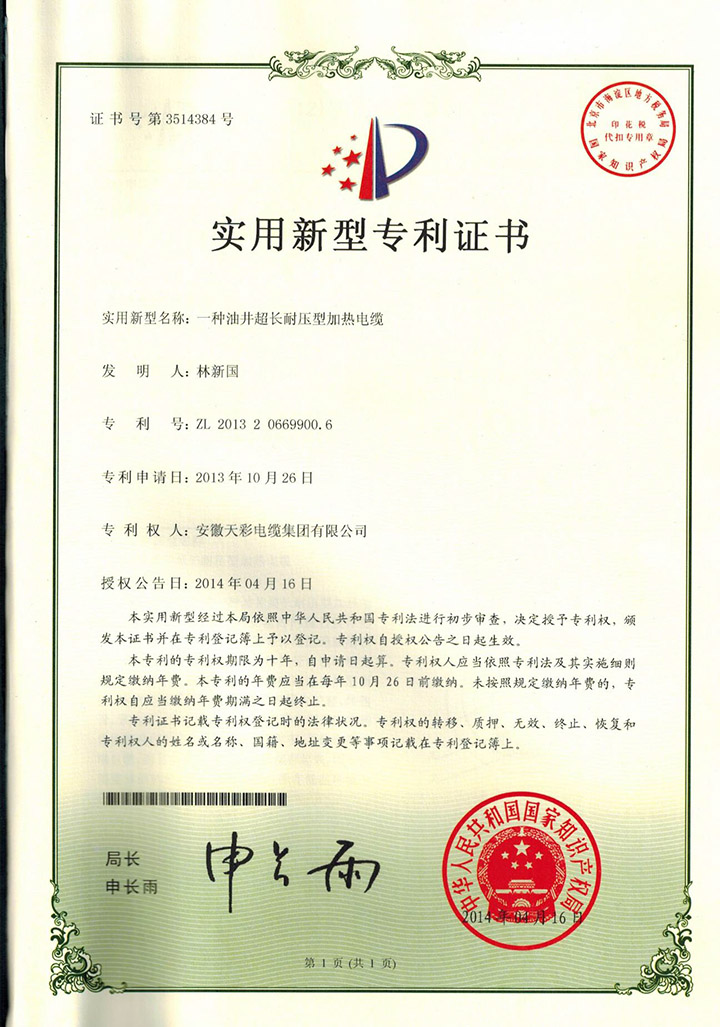 证书号第3514384号
北京市海淀区地方税务局
印花税
代扣专用章
国家知识产权局
实用新型专利证书
实用新型名称：一种油井超长耐压型加热电缆
发明人：林新国
专利号：ZL 2013 2 0669900.6
专利申请日：2013年10月26日
专利权人：安徽天彩电缆集团有限公司
授权公告日：2014年04月16日
本实用新型经过本局依照中华人民共和国专利法进行初步审查，决定授予专利权，颁
发本证书并在专利登记簿上予以登记。专利权自授权公告之日起生效。
本专利的专利权期限为十年，自申请日起算。专利权人应当依照专利法及其实施细则
规定缴纳年费。本专利的年费应当在每年10月26日前缴纳。未按照规定缴纳年费的，专
利权自应当缴纳年费期满之日起终止。
专利证书记载专利权登记时的法律状况。专利权的转移、质押、无效、终止、恢复和
专利权人的姓名或名称、国籍、地址变更等事项记载在专利登记簿上。
局长
申长雨
申长雨
中华人民共和国国家知识产权局
2014年04月16日
第1页(共1页)